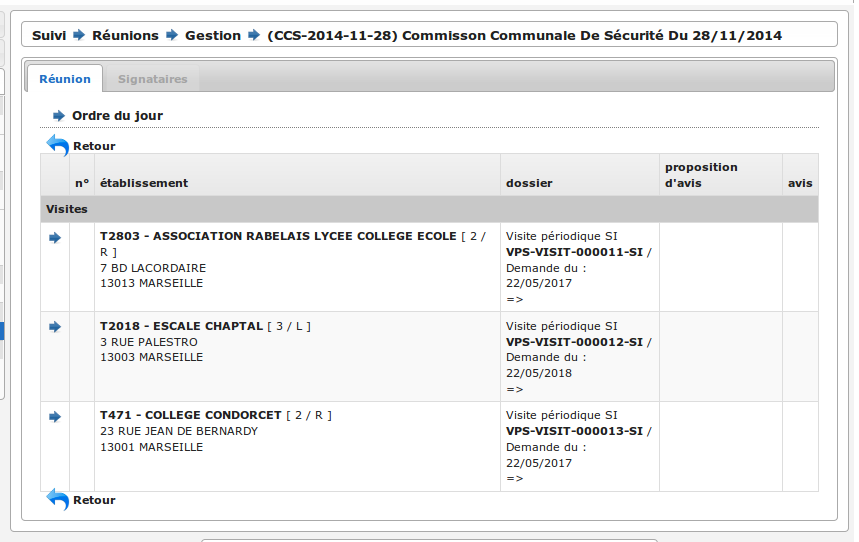 Suivi Réunions Gestion (CCS-2014-11-28) Commisson Communale De Sécurité Du 28/11/2014
Réunion Signataires
Ordre du jour
Retour
n° établissement dossier proposition d'avis avis
Visites
T2803 - ASSOCIATION RABELAIS LYCEE COLLEGE ECOLE [ 2 /
R ]
7 BD LACORDAIRE
13013 MARSEILLE
Visite périodique SI
VPS-VISIT-000011-SI /
Demande du :
22/05/2017
=>
T2018 - ESCALE CHAPTAL [ 3 / L ]
3 RUE PALESTRO
13003 MARSEILLE
Visite périodique SI
VPS-VISIT-000012-SI /
Demande du :
22/05/2018
=>
T471 - COLLEGE CONDORCET [ 2 / R ]
23 RUE JEAN DE BERNARDY
13001 MARSEILLE
Visite périodique SI
VPS-VISIT-000013-SI /
Demande du :
22/05/2017
=>
Retour